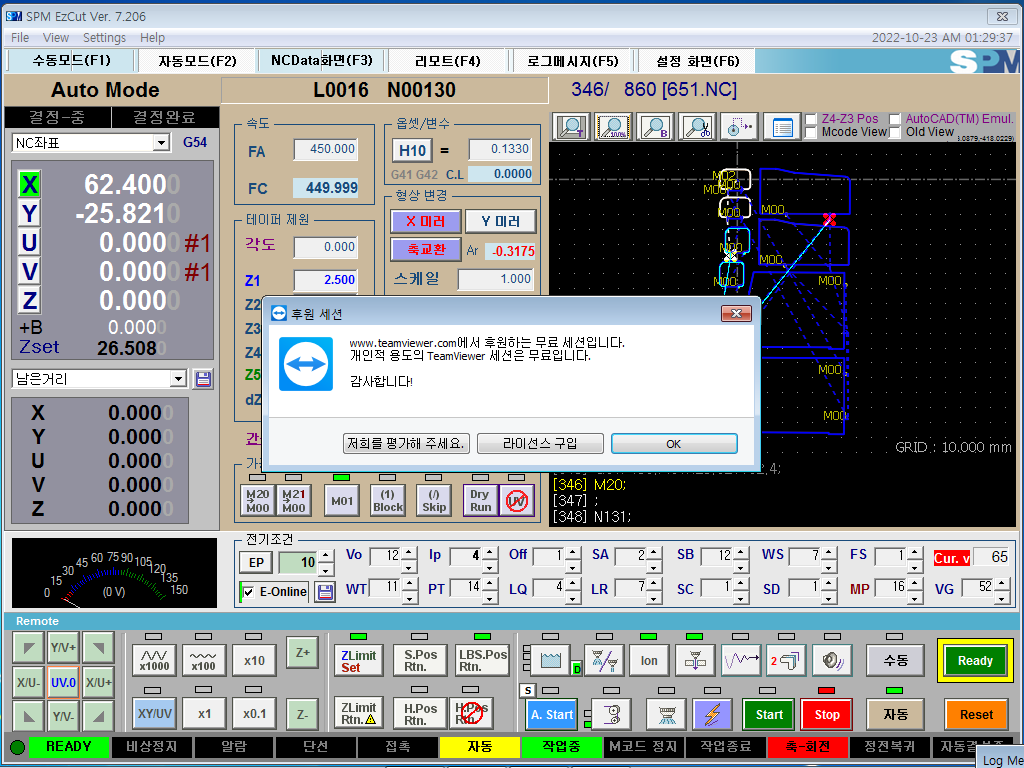 SPM EzCut Ver. 7.206
File View Settings Help
2022-10-23 AM 01:29:37
수동모드(F1) 자동모드(F2) NCData화면(F3) 리모트(F4) 로그메시지(F5) 설정 화면(F6)
SPM
Auto Mode
L0016 N00130
346/ 860 [651.NC]
결정-중 결정완료
NC좌표 G54
X 62.4000
Y -25.8210
U 0.0000 #1
V 0.0000 #1
Z 0.0000
+B 0.0000
Zset 26.5080
남은거리
X 0.0000
Y 0.0000
U 0.0000
V 0.0000
Z 0.0000
속도
FA 450.000
FC 449.999
테이퍼 제원
각도 0.000
Z1 2.500
Z2
Z3
Z4
Z5
dZ
옵셋/변수
H10 = 0.1330
G41 G42 C.L 0.0000
형상 변경
X 미러 Y 미러
축교환 Ar -0.3175
스케일 1.000
Z4-Z3 Pos AutoCAD(TM) Emul.
Mcode View Old View
M02
M00
M00
M00
M00
M00
M00
M00
M00
M00
M00
GRID : 10.000 mm
[346] M20;
[347] ;
[348] N131;
후원 세션
www.teamviewer.com에서 후원하는 무료 세션입니다.
개인적 용도의 TeamViewer 세션은 무료입니다.
감사합니다!
저희를 평가해 주세요. 라이선스 구입 OK
M20 M00
M21 M00
M01
(1) Block
(/) Skip
Dry Run
UV
0 15 30 45 60 75 90 105 120 135 150
(0 V)
전기조건
EP 10
E-Online
Vo 12 Ip 4 Off 1 SA 2 SB 12 WS 7 FS 1 Cur. v 65
WT 11 PT 14 LQ 4 LR 7 SC 1 SD 1 MP 16 VG 52
Remote
Y/V+
X/U- UV.0 X/U+
Y/V-
x1000 x100 x10 Z+
XY/UV x1 x0.1 Z-
ZLimit Set
S.Pos Rtn.
LBS.Pos Rtn.
ZLimit Rtn.
H.Pos Rtn.
H.Pos Rtn.
D
Ion
2
수동
Ready
S
A. Start
Start
Stop
자동
Reset
READY 비상정지 알람 단선 접촉 자동 작업중 M코드 정지 작업종료 축-회전 정전복귀
Log Me